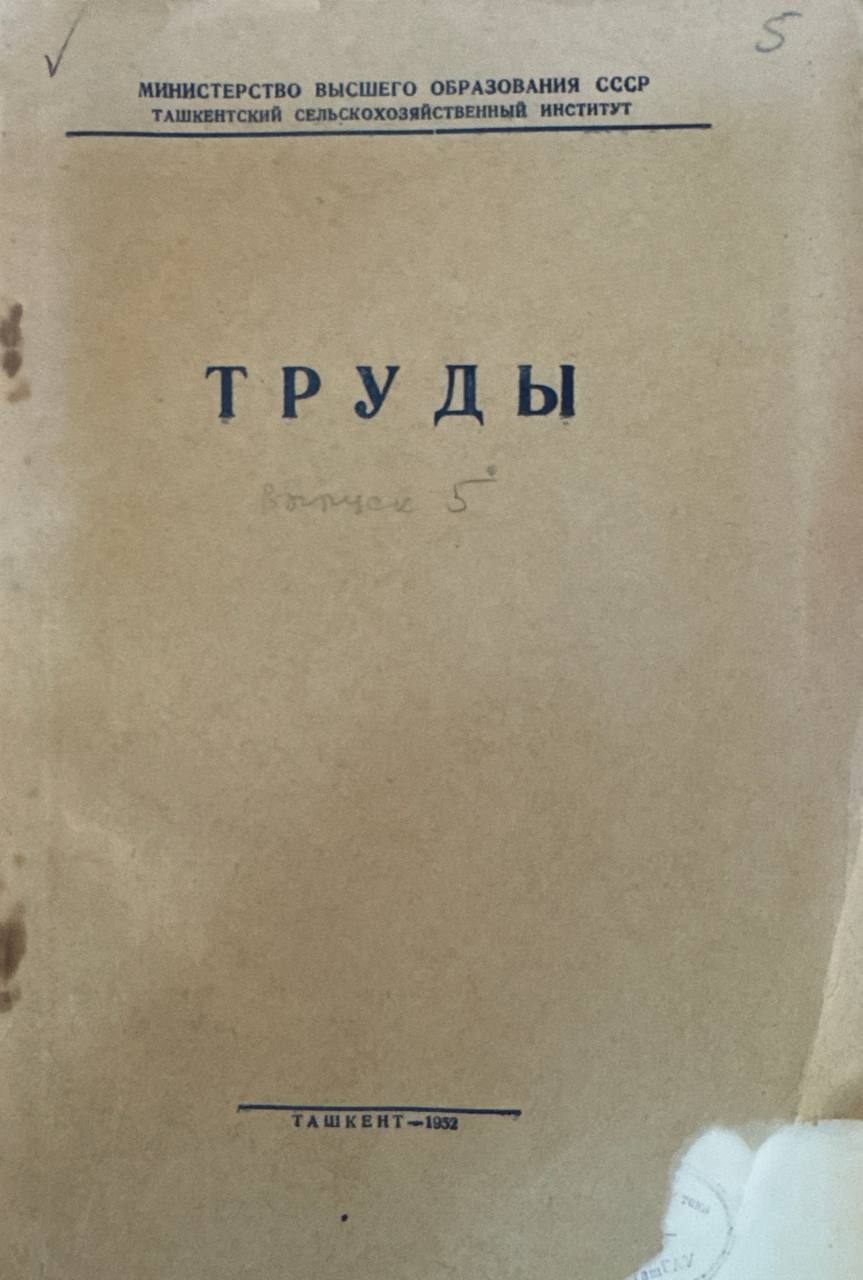 5
МИНИСТЕРСТВО ВЫСШЕГО ОБРАЗОВАНИЯ СССР
ТАШКЕНТСКИЙ СЕЛЬСКОХОЗЯЙСТВЕННЫЙ ИНСТИТУТ
ТРУДЫ
Выпуск 5
ТАШКЕНТ—1952